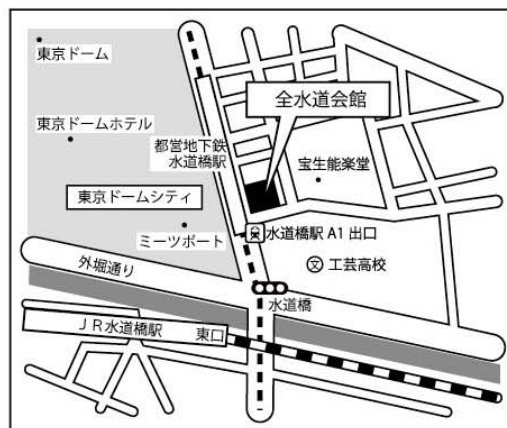 東京ドーム
全水道会館
東京ドームホテル
都営地下鉄
水道橋駅
宝生能楽堂
東京ドームシティ
ミーツポート
水道橋駅 A1 出口
外堀通り
文 工芸高校
水道橋
JR水道橋駅
東口